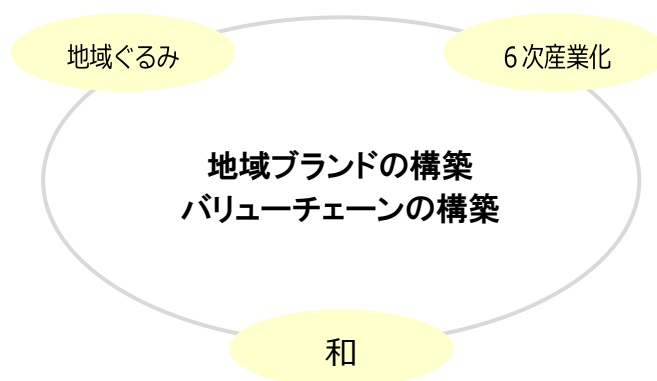 地域ぐるみ
6次産業化
地域ブランドの構築
バリューチェーンの構築
和